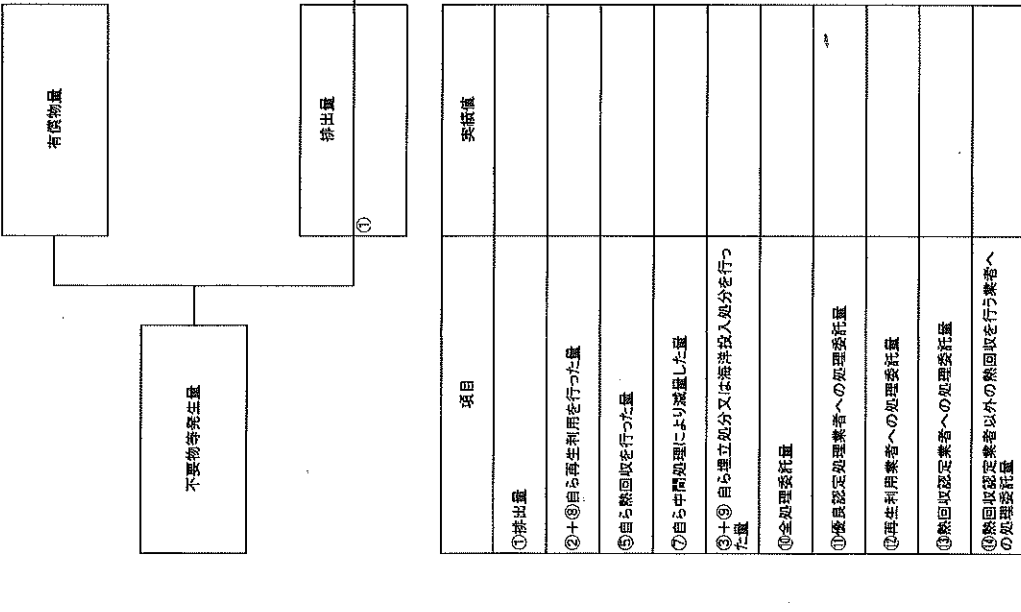 不要物等発生量
有償物量
排出量
①
項目
実績値
①排出量
②+⑧自ら再生利用を行った量
⑤自ら熱回収を行った量
⑦自ら中間処理により減量した量
③+⑨ 自ら埋立処分又は海洋投入処分を行っ
た量
⑩全処理委託量
⑪優良認定処理業者への処理委託量
⑫再生利用業者への処理委託量
⑬熱回収認定業者への処理委託量
⑭熱回収認定業者以外の熱回収を行う業者へ
の処理委託量